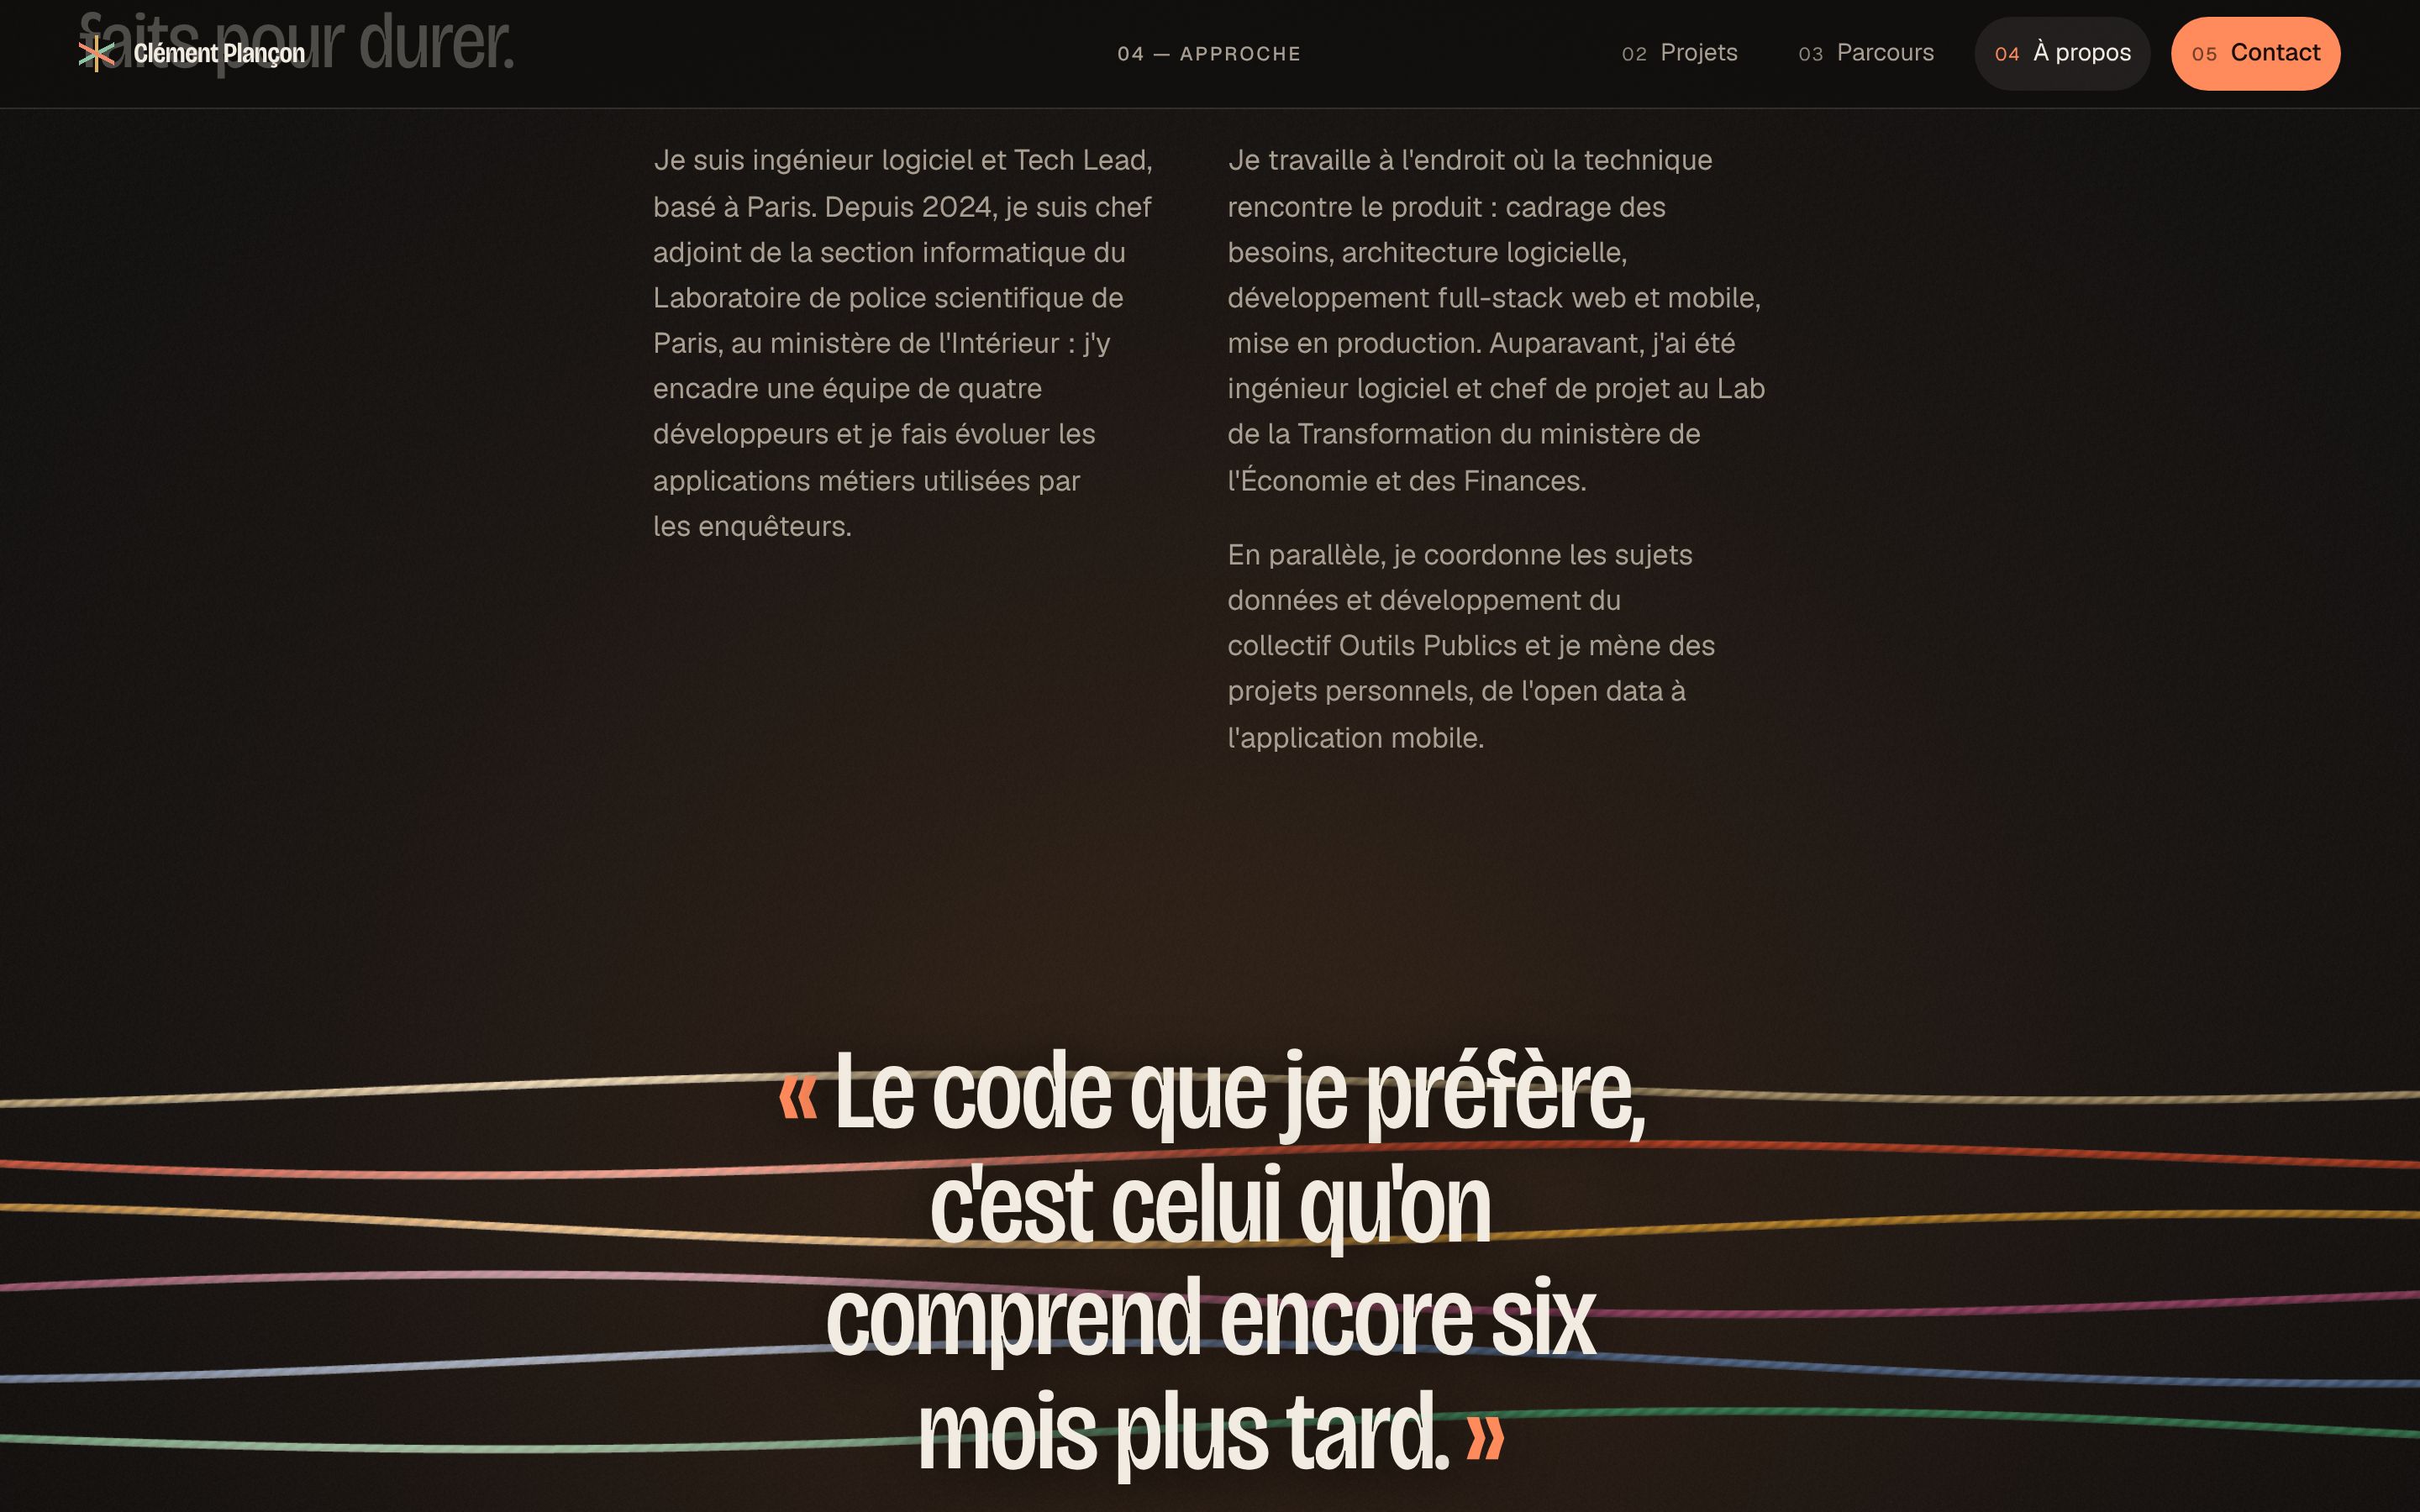 faits pour durer.
Clément Plançon
04 — APPROCHE
02 Projets
03 Parcours
04 À propos
05 Contact
Je suis ingénieur logiciel et Tech Lead,
basé à Paris. Depuis 2024, je suis chef
adjoint de la section informatique du
Laboratoire de police scientifique de
Paris, au ministère de l'Intérieur : j'y
encadre une équipe de quatre
développeurs et je fais évoluer les
applications métiers utilisées par
les enquêteurs.
Je travaille à l'endroit où la technique
rencontre le produit : cadrage des
besoins, architecture logicielle,
développement full-stack web et mobile,
mise en production. Auparavant, j'ai été
ingénieur logiciel et chef de projet au Lab
de la Transformation du ministère de
l'Économie et des Finances.
En parallèle, je coordonne les sujets
données et développement du
collectif Outils Publics et je mène des
projets personnels, de l'open data à
l'application mobile.
« Le code que je préfère,
c'est celui qu'on
comprend encore six
mois plus tard. »